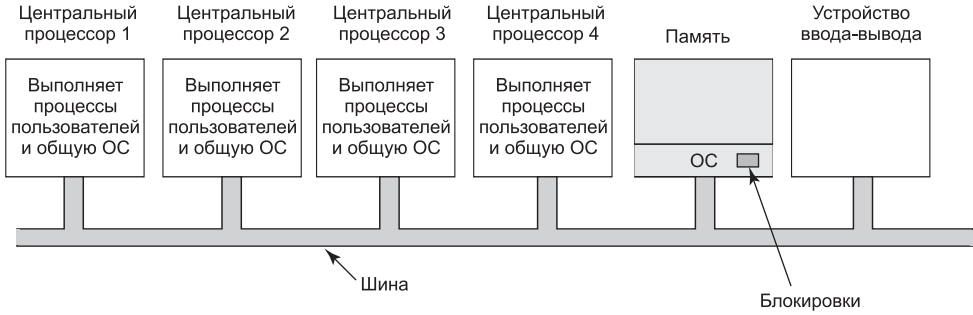 Центральный
процессор 1
Центральный
процессор 2
Центральный
процессор 3
Центральный
процессор 4
Память
Устройство
ввода-вывода
Выполняет
процессы
пользователей
и общую ОС
Выполняет
процессы
пользователей
и общую ОС
Выполняет
процессы
пользователей
и общую ОС
Выполняет
процессы
пользователей
и общую ОС
ОС
Шина
Блокировки